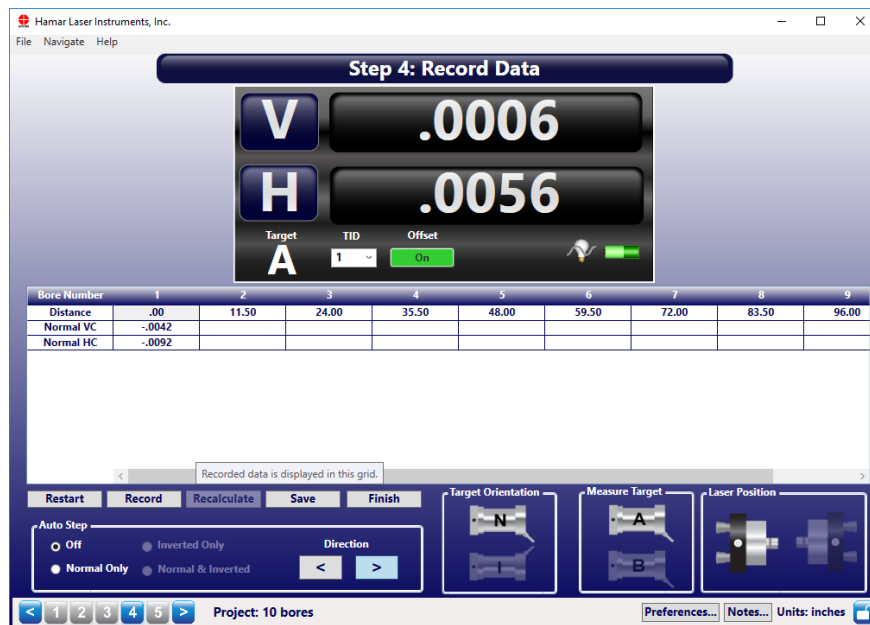 Hamar Laser Instruments, Inc.
File Navigate Help
Step 4: Record Data
V .0006
H .0056
Target TID Offset
A 1 On
Bore Number 1 2 3 4 5 6 7 8 9
Distance .00 11.50 24.00 35.50 48.00 59.50 72.00 83.50 96.00
Normal VC -.0042
Normal HC -.0092
Recorded data is displayed in this grid.
Restart Record Recalculate Save Finish
Target Orientation Measure Target Laser Position
N A
I B
Auto Step
Off Inverted Only Direction
Normal Only Normal & Inverted < >
< 1 2 3 4 5 > Project: 10 bores Preferences... Notes... Units: inches